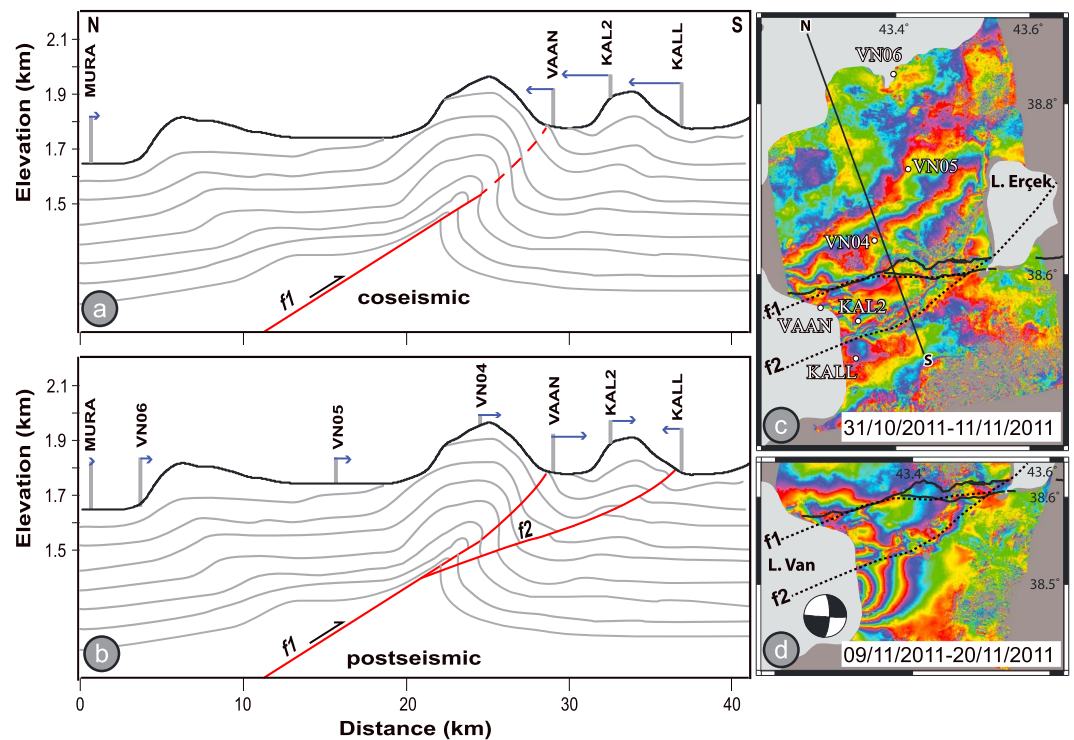 N
S
MURA
VAAN
KAL2
KALL
Elevation (km)
2.1
1.9
1.7
1.5
f1
coseismic
a
MURA
VN06
VN05
VN04
VAAN
KAL2
KALL
Elevation (km)
2.1
1.9
1.7
1.5
f2
f1
postseismic
b
0
10
20
30
40
Distance (km)
N
43.4°
43.6°
VN06
38.8°
VN05
L. Erçek
VN04
38.6°
f1
KAL2
VAAN
f2
KALL
S
c
31/10/2011-11/11/2011
43.4°
43.6°
38.6°
f1
L. Van
38.5°
f2
d
09/11/2011-20/11/2011